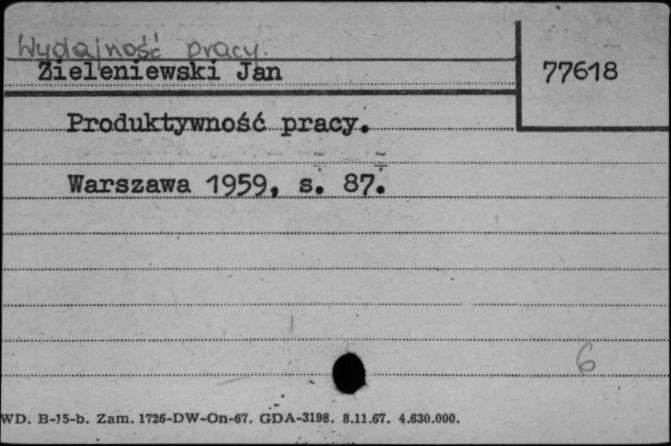 Wydajność pracy.
Zieleniewski Jan
77618
Produktywność pracy.
Warszawa 1959, s. 87.
6
WD. B-15-b. Zam. 1726-DW-On-67. GDA-3198. 8.11.67. 4.630.000.